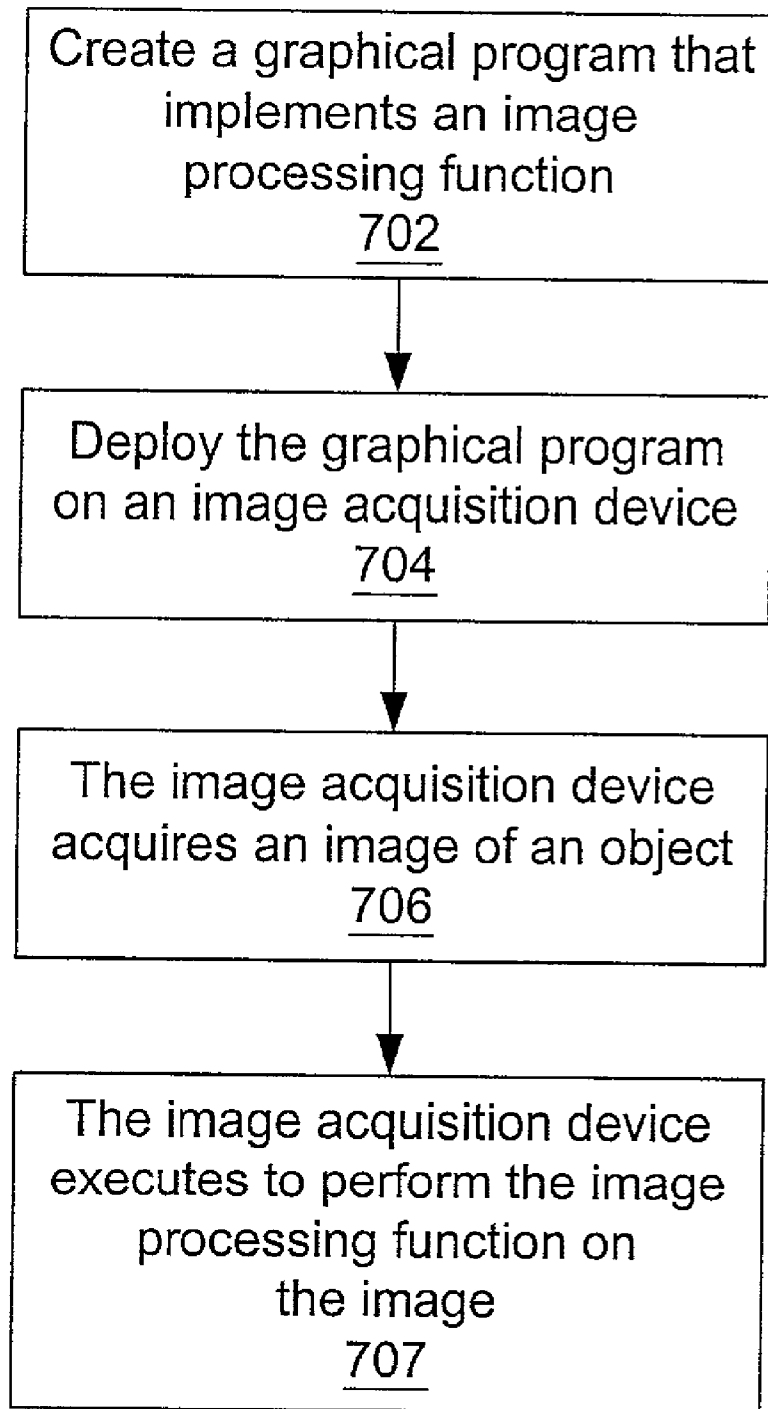 Create a graphical program that
implements an image
processing function
702
Deploy the graphical program
on an image acquisition device
704
The image acquisition device
acquires an image of an object
706
The image acquisition device
executes to perform the image
processing function on
the image
707